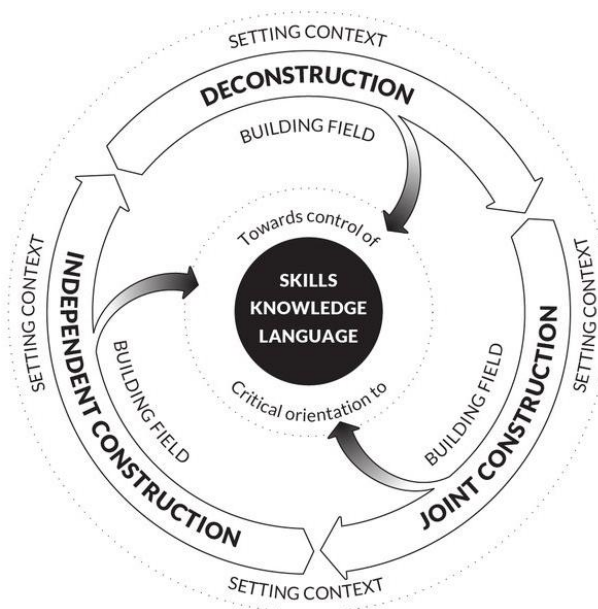 SETTING CONTEXT
DECONSTRUCTION
BUILDING FIELD
Towards control of
SKILLS
KNOWLEDGE
LANGUAGE
Critical orientation to
SETTING CONTEXT
JOINT CONSTRUCTION
BUILDING FIELD
SETTING CONTEXT
INDEPENDENT CONSTRUCTION
BUILDING FIELD
SETTING CONTEXT